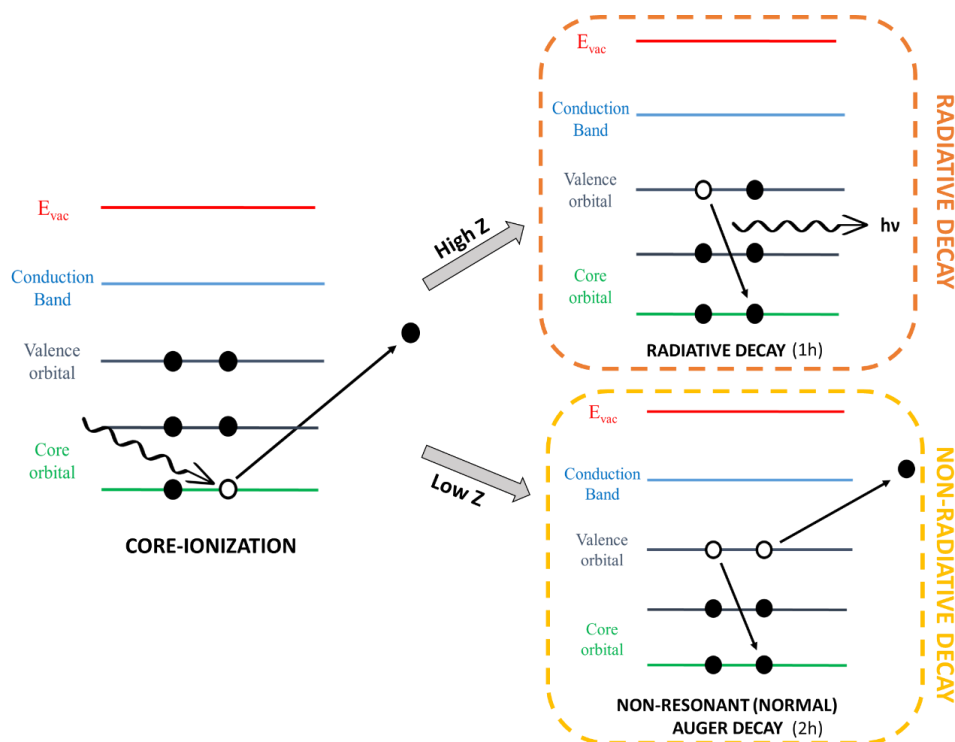 E_vac
Conduction
Band
Valence
orbital
Core
orbital
CORE-IONIZATION
High Z
Low Z
E_vac
Conduction
Band
Valence
orbital
Core
orbital
hν
RADIATIVE DECAY (1h)
RADIATIVE DECAY
E_vac
Conduction
Band
Valence
orbital
Core
orbital
NON-RESONANT (NORMAL)
AUGER DECAY (2h)
NON-RADIATIVE DECAY